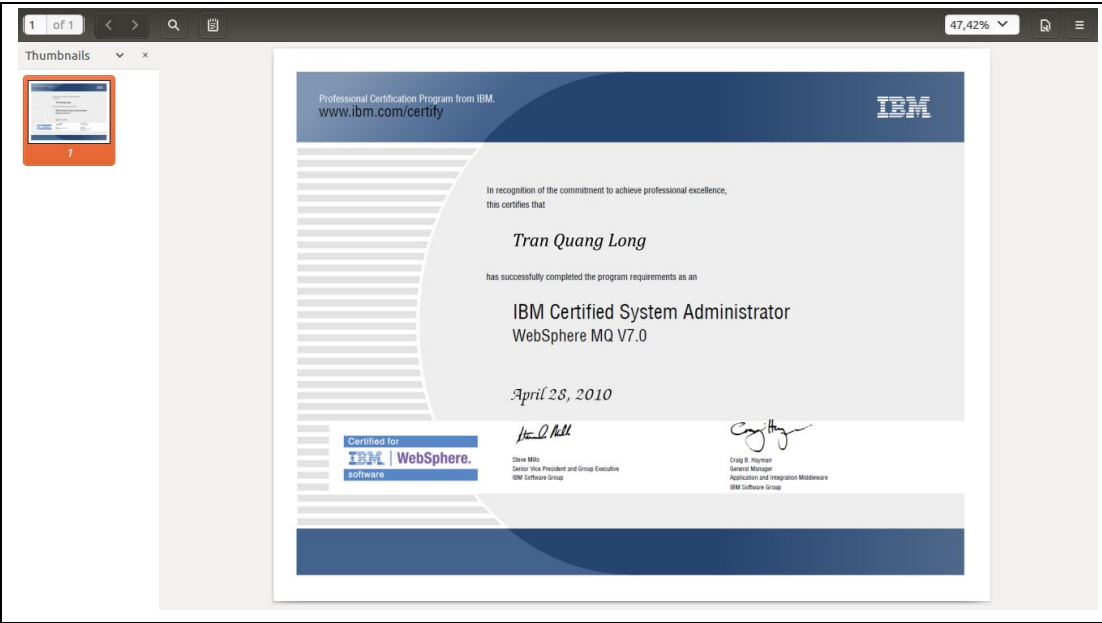 1 of 1
47,42%
Thumbnails
1
Professional Certification Program from IBM.
www.ibm.com/certify
IBM
In recognition of the commitment to achieve professional excellence,
this certifies that
Tran Quang Long
has successfully completed the program requirements as an
IBM Certified System Administrator
WebSphere MQ V7.0
April 28, 2010
Certified for
IBM | WebSphere.
software
Steve Mills
Senior Vice President and Group Executive
IBM Software Group
Craig B. Hayman
General Manager
Application and Integration Middleware
IBM Software Group